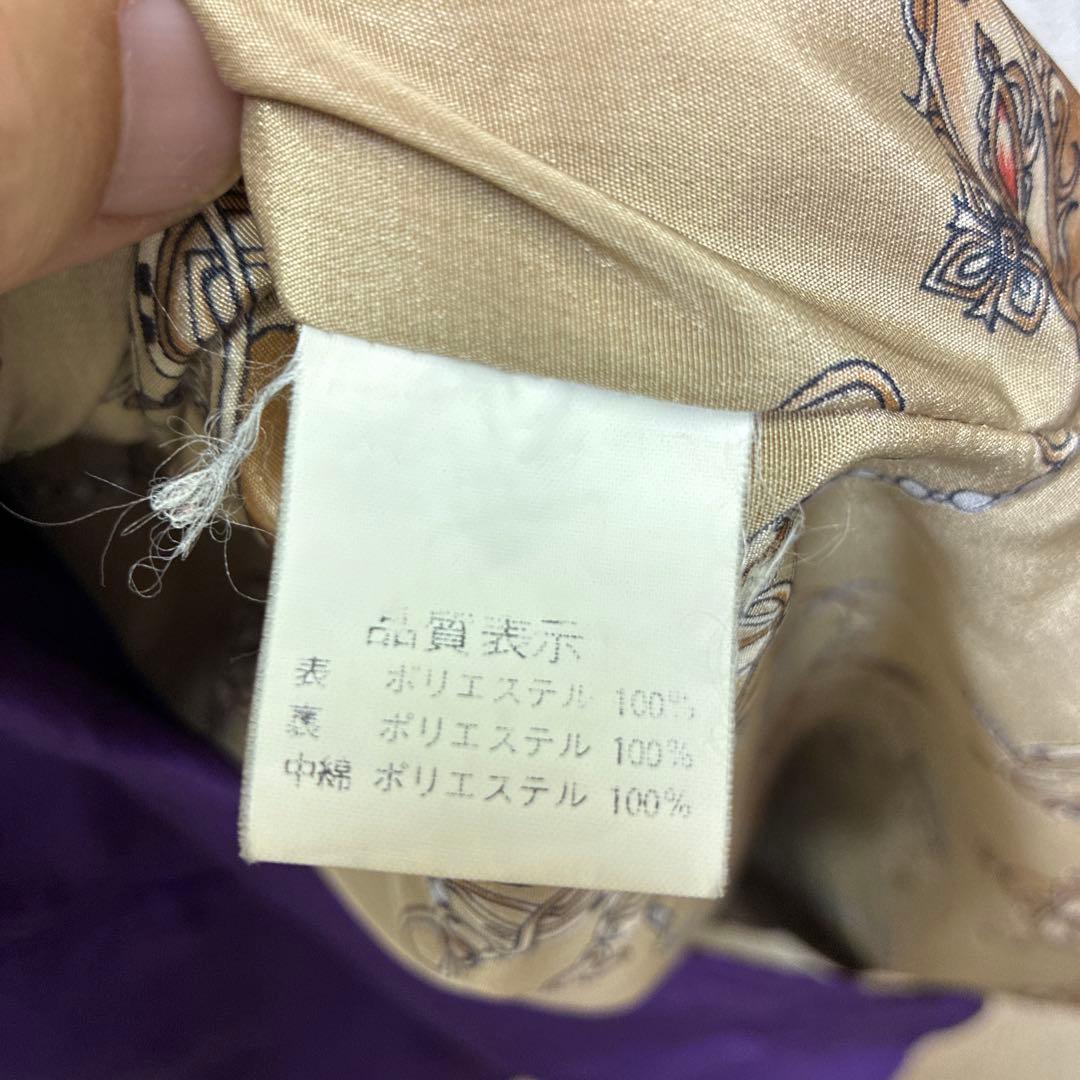 品質表示
表 ポリエステル 100%
裏 ポリエステル 100%
中綿 ポリエステル 100%